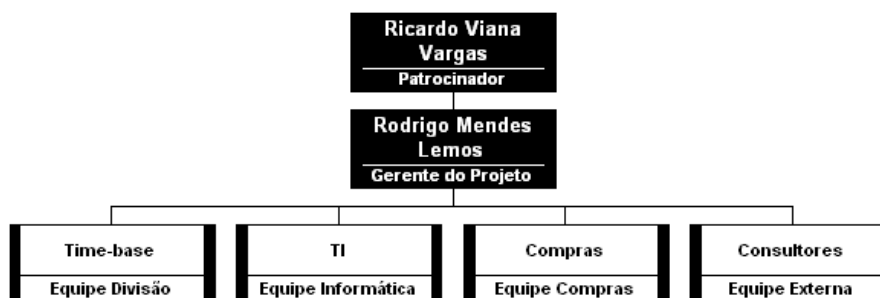 Ricardo Viana
Vargas
Patrocinador
Rodrigo Mendes
Lemos
Gerente do Projeto
Time-base
TI
Compras
Consultores
Equipe Divisão
Equipe Informática
Equipe Compras
Equipe Externa